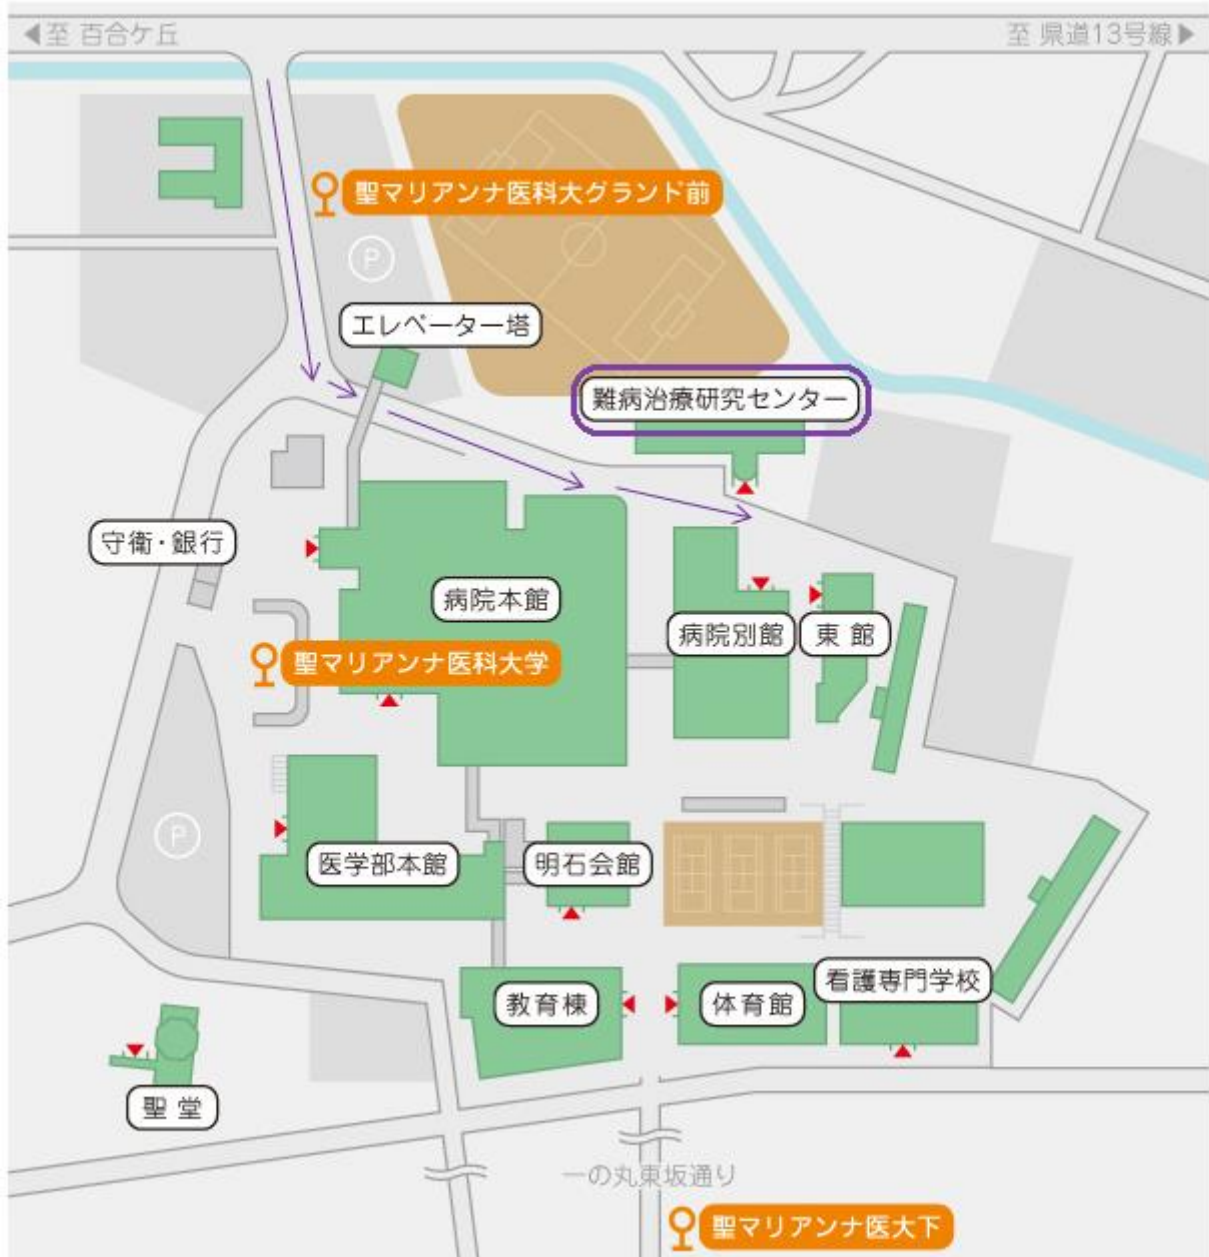 ◀至 百合ケ丘
至 県道13号線▶
聖マリアンナ医科大グランド前
P
エレベーター塔
難病治療研究センター
守衛・銀行
病院本館
病院別館
東館
聖マリアンナ医科大学
P
医学部本館
明石会館
看護専門学校
教育棟
体育館
聖堂
一の丸東坂通り
聖マリアンナ医大下